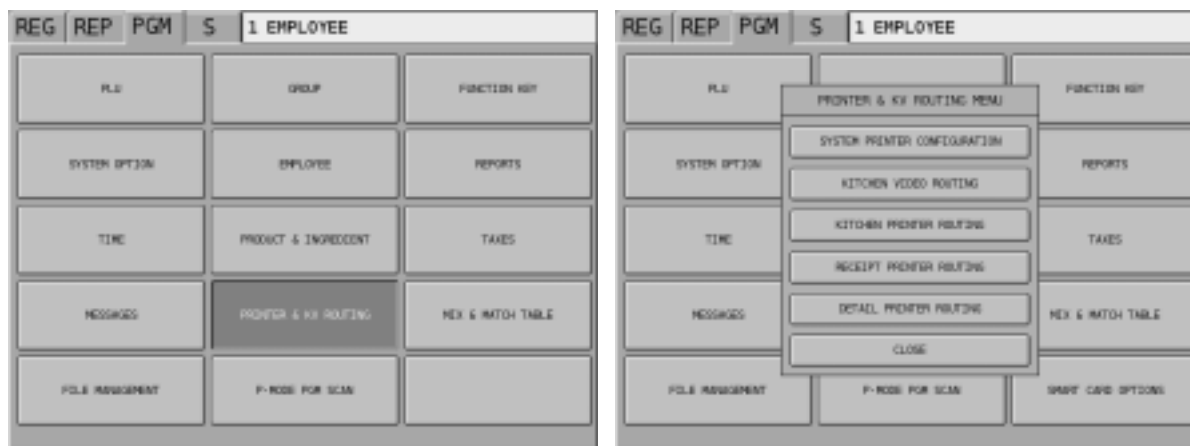 REG REP PGM S 1 EMPLOYEE
PLU GROUP FUNCTION KEY
SYSTEM OPTION EMPLOYEE REPORTS
TIME PRODUCT & INGREDIENT TAXES
MESSAGES PRINTER & KV ROUTING MIX & MATCH TABLE
FILE MANAGEMENT P-MODE PGM SCAN
REG REP PGM S 1 EMPLOYEE
PLU FUNCTION KEY
PRINTER & KV ROUTING MENU
SYSTEM PRINTER CONFIGURATION
SYSTEM OPTION REPORTS
KITCHEN VIDEO ROUTING
KITCHEN PRINTER ROUTING
TIME TAXES
RECEIPT PRINTER ROUTING
MESSAGES DETAIL PRINTER ROUTING MIX & MATCH TABLE
CLOSE
FILE MANAGEMENT P-MODE PGM SCAN SMART CARD OPTIONS